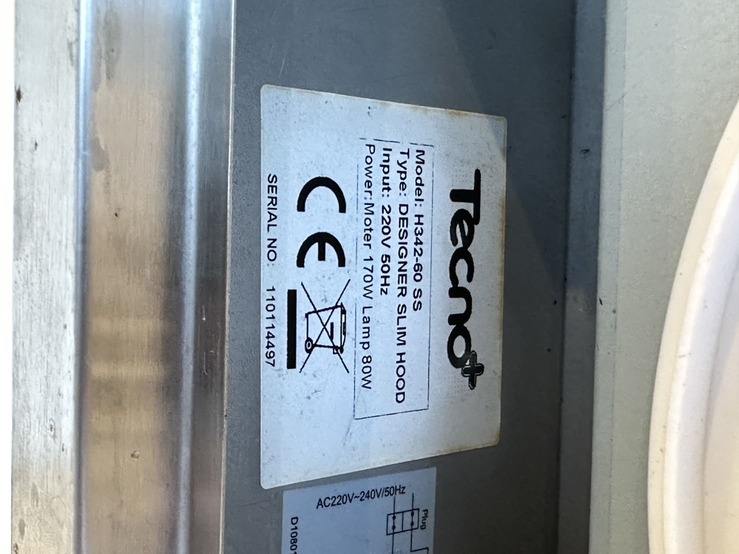 Tecno+
Model: H342-60 SS
Type: DESIGNER SLIM HOOD
Input: 220V 50Hz
Power:Moter 170W Lamp 80W
CE
SERIAL NO: 110114497
AC220V~240V/50Hz
Plug